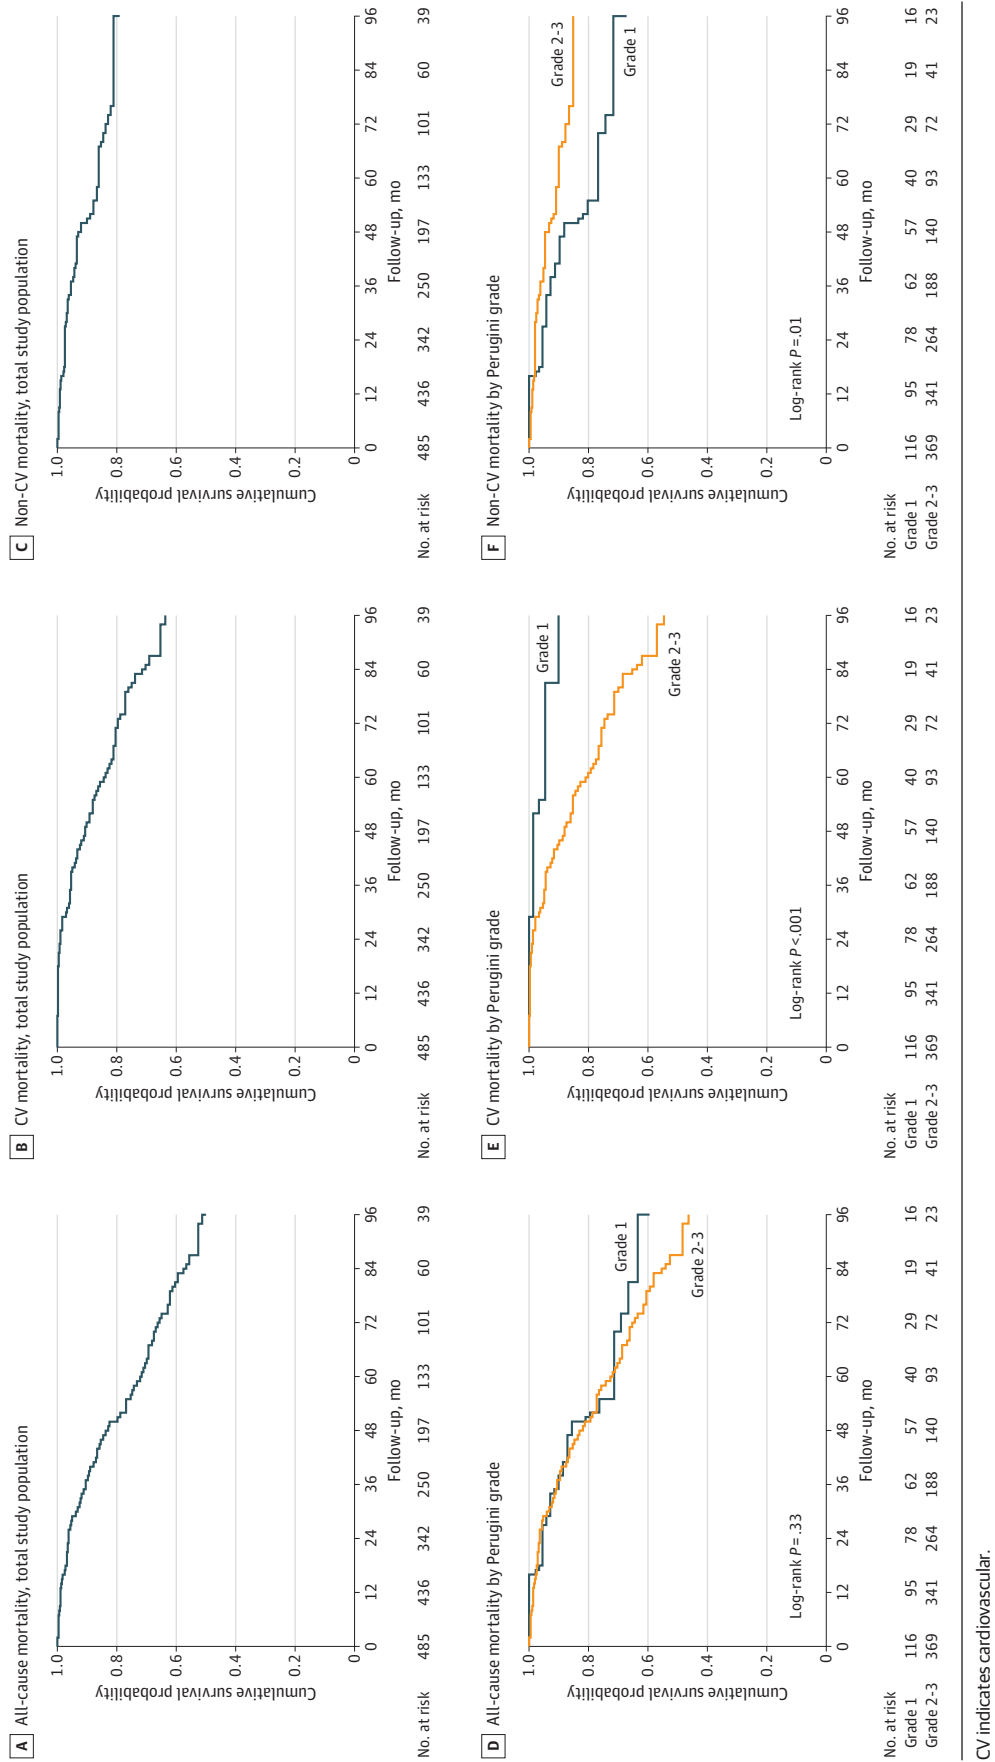 A All-cause mortality, total study population
1.0
0.8
0.6
0.4
0.2
0
Cumulative survival probability
0 12 24 36 48 60 72 84 96
Follow-up, mo
No. at risk
485 436 342 250 197 133 101 60 39
B CV mortality, total study population
1.0
0.8
0.6
0.4
0.2
0
Cumulative survival probability
0 12 24 36 48 60 72 84 96
Follow-up, mo
No. at risk
485 436 342 250 197 133 101 60 39
C Non-CV mortality, total study population
1.0
0.8
0.6
0.4
0.2
0
Cumulative survival probability
0 12 24 36 48 60 72 84 96
Follow-up, mo
No. at risk
485 436 342 250 197 133 101 60 39
D All-cause mortality by Perugini grade
1.0
0.8
0.6
0.4
0.2
0
Cumulative survival probability
Grade 1
Grade 2-3
Log-rank P = .33
0 12 24 36 48 60 72 84 96
Follow-up, mo
No. at risk
Grade 1 116 95 78 62 57 40 29 19 16
Grade 2-3 369 341 264 188 140 93 72 41 23
E CV mortality by Perugini grade
1.0
0.8
0.6
0.4
0.2
0
Cumulative survival probability
Grade 1
Grade 2-3
Log-rank P <.001
0 12 24 36 48 60 72 84 96
Follow-up, mo
No. at risk
Grade 1 116 95 78 62 57 40 29 19 16
Grade 2-3 369 341 264 188 140 93 72 41 23
F Non-CV mortality by Perugini grade
1.0
0.8
0.6
0.4
0.2
0
Cumulative survival probability
Grade 2-3
Grade 1
Log-rank P = .01
0 12 24 36 48 60 72 84 96
Follow-up, mo
No. at risk
Grade 1 116 95 78 62 57 40 29 19 16
Grade 2-3 369 341 264 188 140 93 72 41 23
CV indicates cardiovascular.